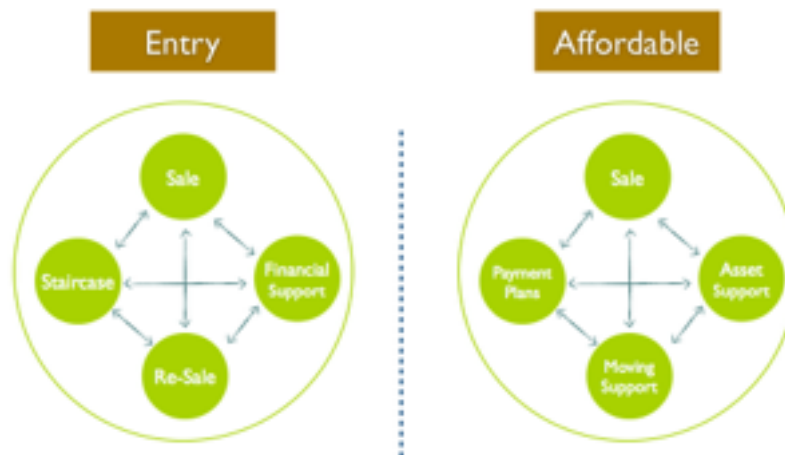 Entry
Affordable
Sale
Staircase
Financial
Support
Re-Sale
Sale
Payment
Plans
Asset
Support
Moving
Support